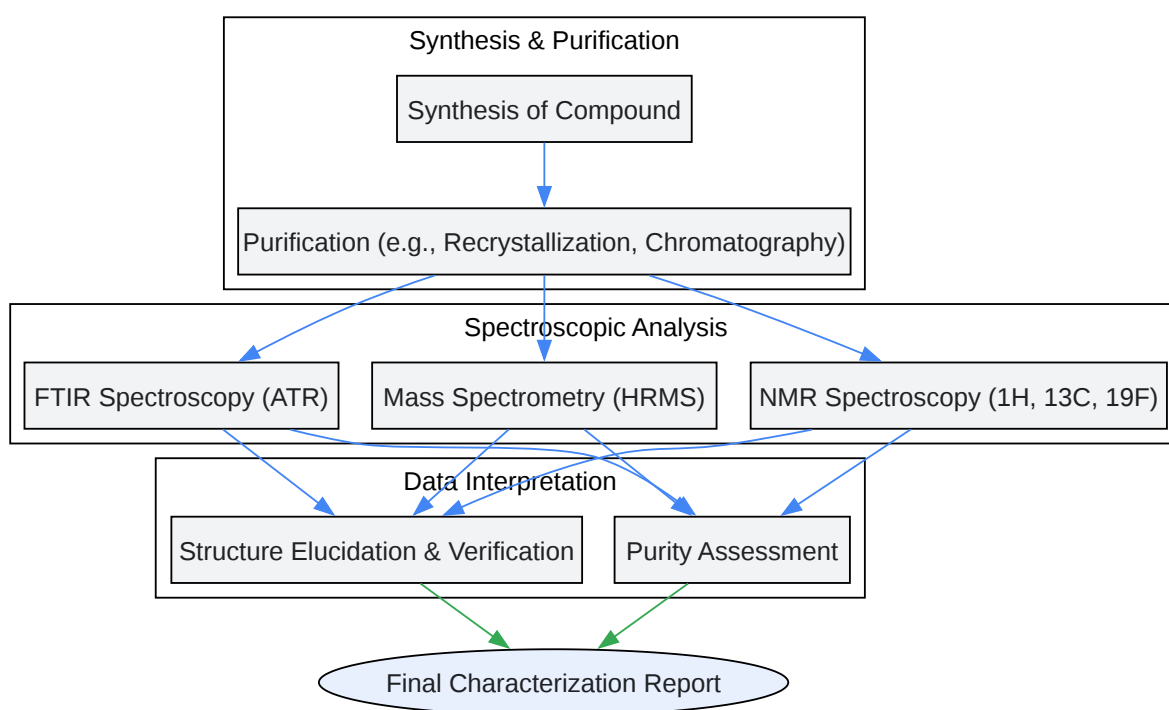 Synthesis & Purification
Synthesis of Compound
Purification (e.g., Recrystallization, Chromatography)
Spectroscopic Analysis
FTIR Spectroscopy (ATR)
Mass Spectrometry (HRMS)
NMR Spectroscopy (1H, 13C, 19F)
Data Interpretation
Structure Elucidation & Verification
Purity Assessment
Final Characterization Report